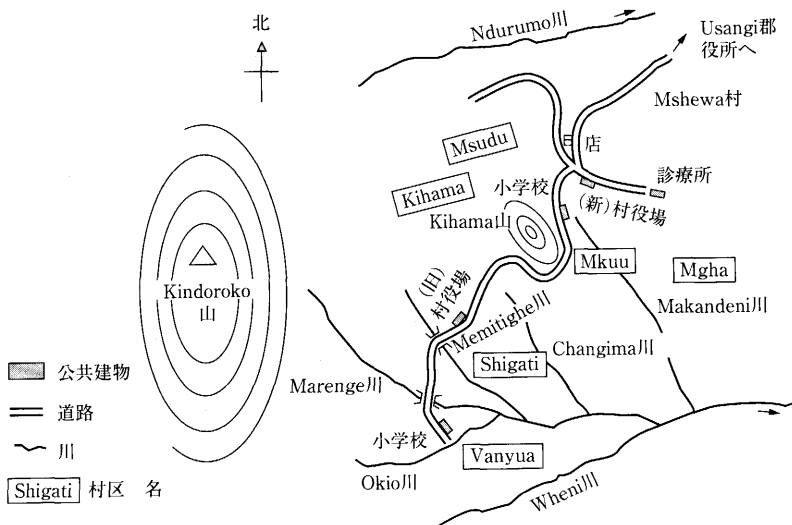 北
Ndurumo川
Usangi郡
役所へ
Mshewa村
Msudu
店
Kihama
小学校
診療所
(新)村役場
Kihama山
Mkuu
Mgha
Kindoroko
山
Makandeni川
(旧)
村役場
Memitighe川
Changima川
Shigati
公共建物
Marenge川
道路
小学校
川
Vanyua
Okio川
Wheni川
Shigati 村区 名